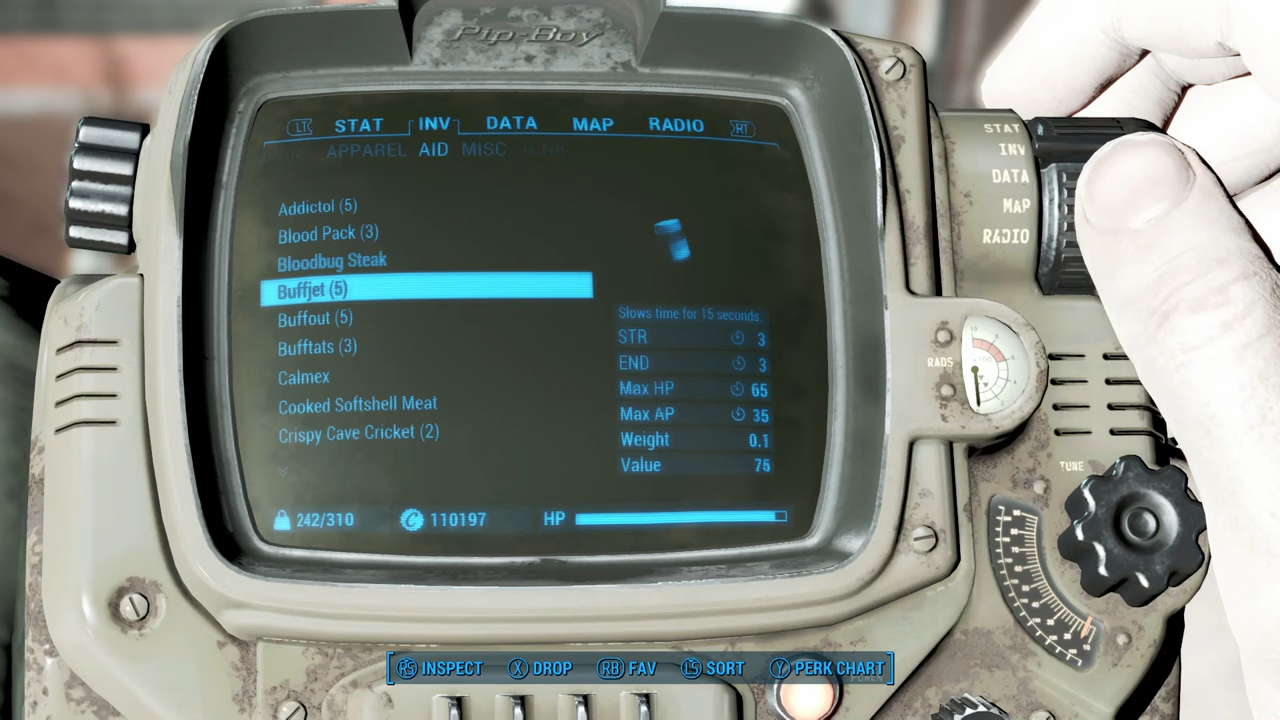 Pip-Boy
LT STAT INV DATA MAP RADIO RT
APPAREL AID MISC JUNK
Addictol (5)
Blood Pack (3)
Bloodbug Steak
Buffjet (5)
Buffout (5)
Bufftats (3)
Calmex
Cooked Softshell Meat
Crispy Cave Cricket (2)
Slows time for 15 seconds.
STR 3
END 3
Max HP 65
Max AP 35
Weight 0.1
Value 75
242/310 110197 HP
STAT
INV
DATA
MAP
RADIO
RADS
TUNE
RS INSPECT X DROP RB FAV LS SORT Y PERK CHART